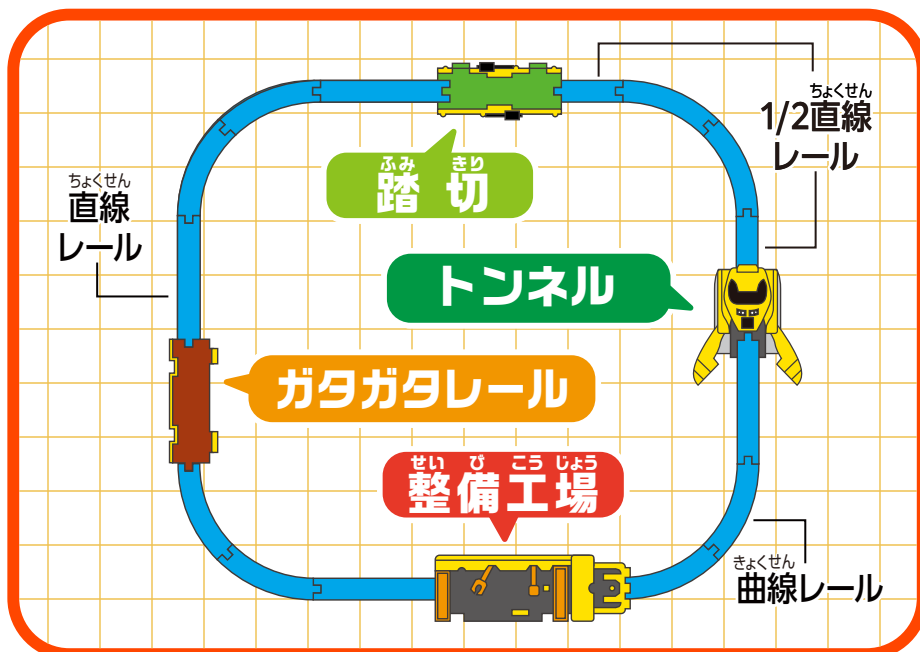 ちょくせん
1/2直線
レール
ふみ きり
踏切
ちょくせん
直線
レール
トンネル
ガタガタレール
せい び こう じょう
整備工場
きょくせん
曲線レール